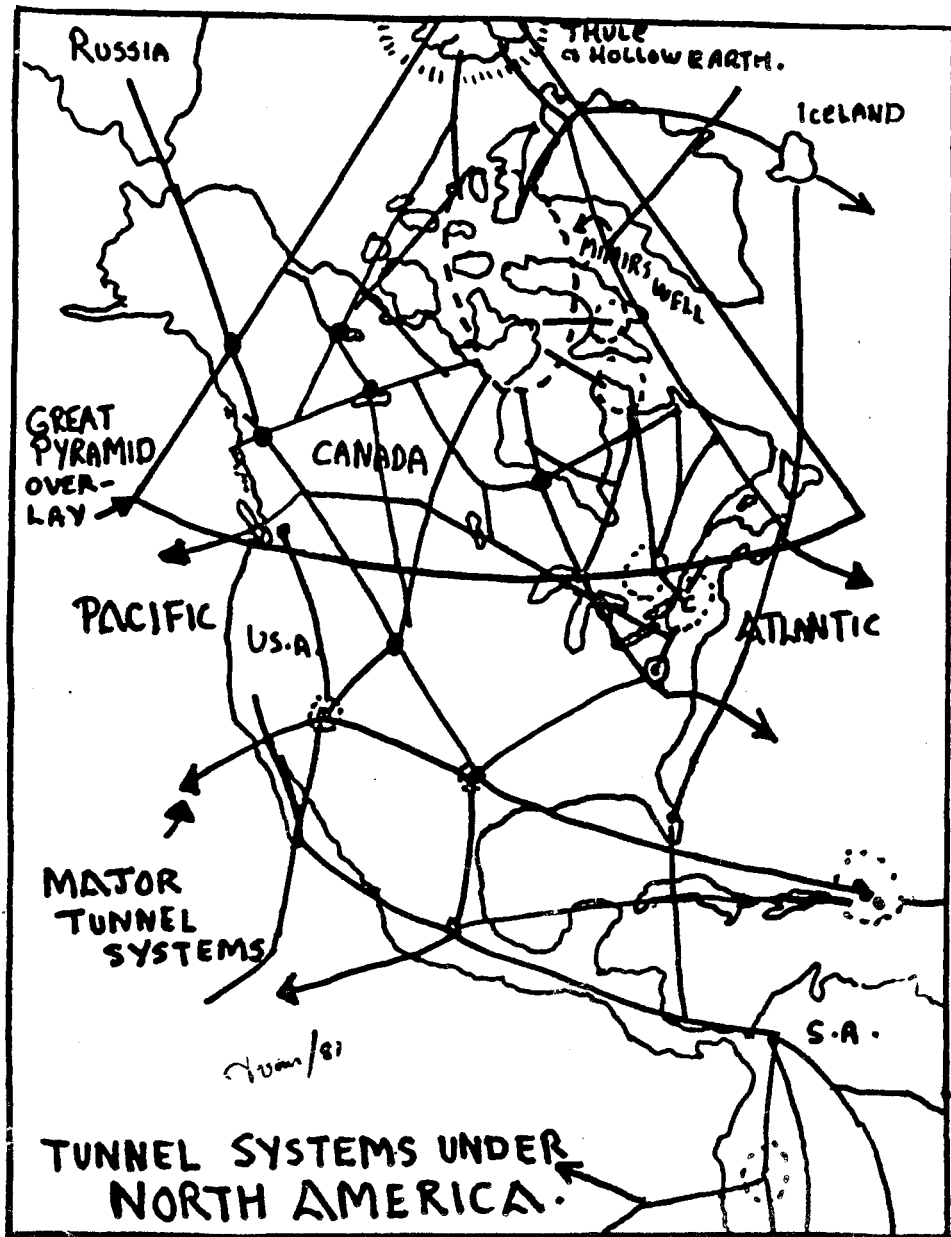 RUSSIA
THULE
& HOLLOW EARTH.
ICELAND
MIMIRS WELL
GREAT
PYRAMID
OVER-
LAY
CANADA
PACIFIC
U.S.A.
ATLANTIC
MAJOR
TUNNEL
SYSTEMS
S.A.
/81
TUNNEL SYSTEMS UNDER
NORTH AMERICA.